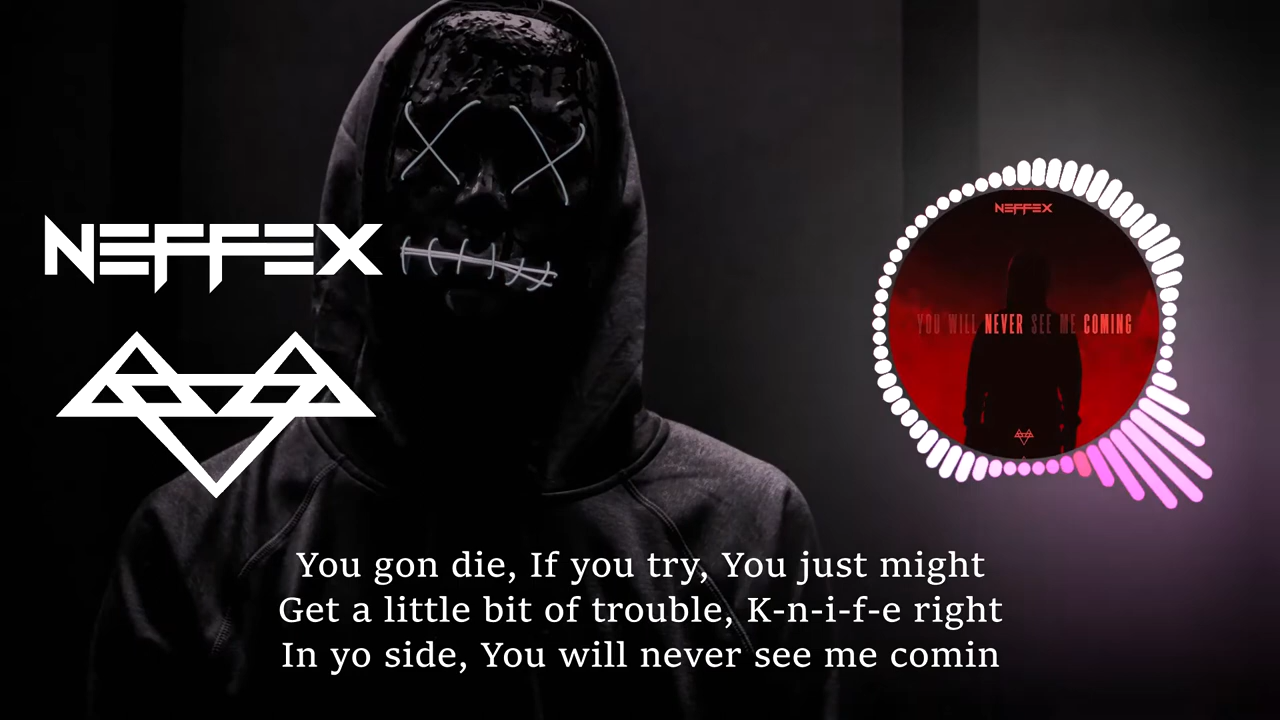 NEFFEX
NEFFEX
YOU WILL NEVER SEE ME COMING
You gon die, If you try, You just might
Get a little bit of trouble, K-n-i-f-e right
In yo side, You will never see me comin